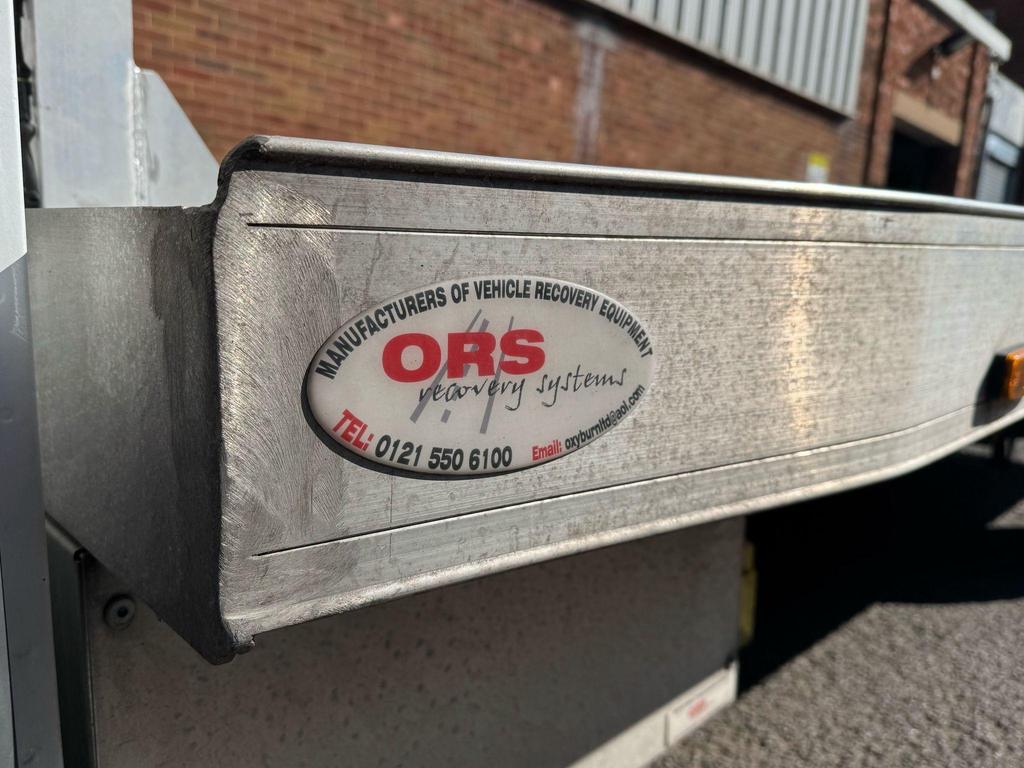 MANUFACTURERS OF VEHICLE RECOVERY EQUIPMENT
ORS
recovery systems
TEL: 0121 550 6100
Email: oxyburnltd@aol.com